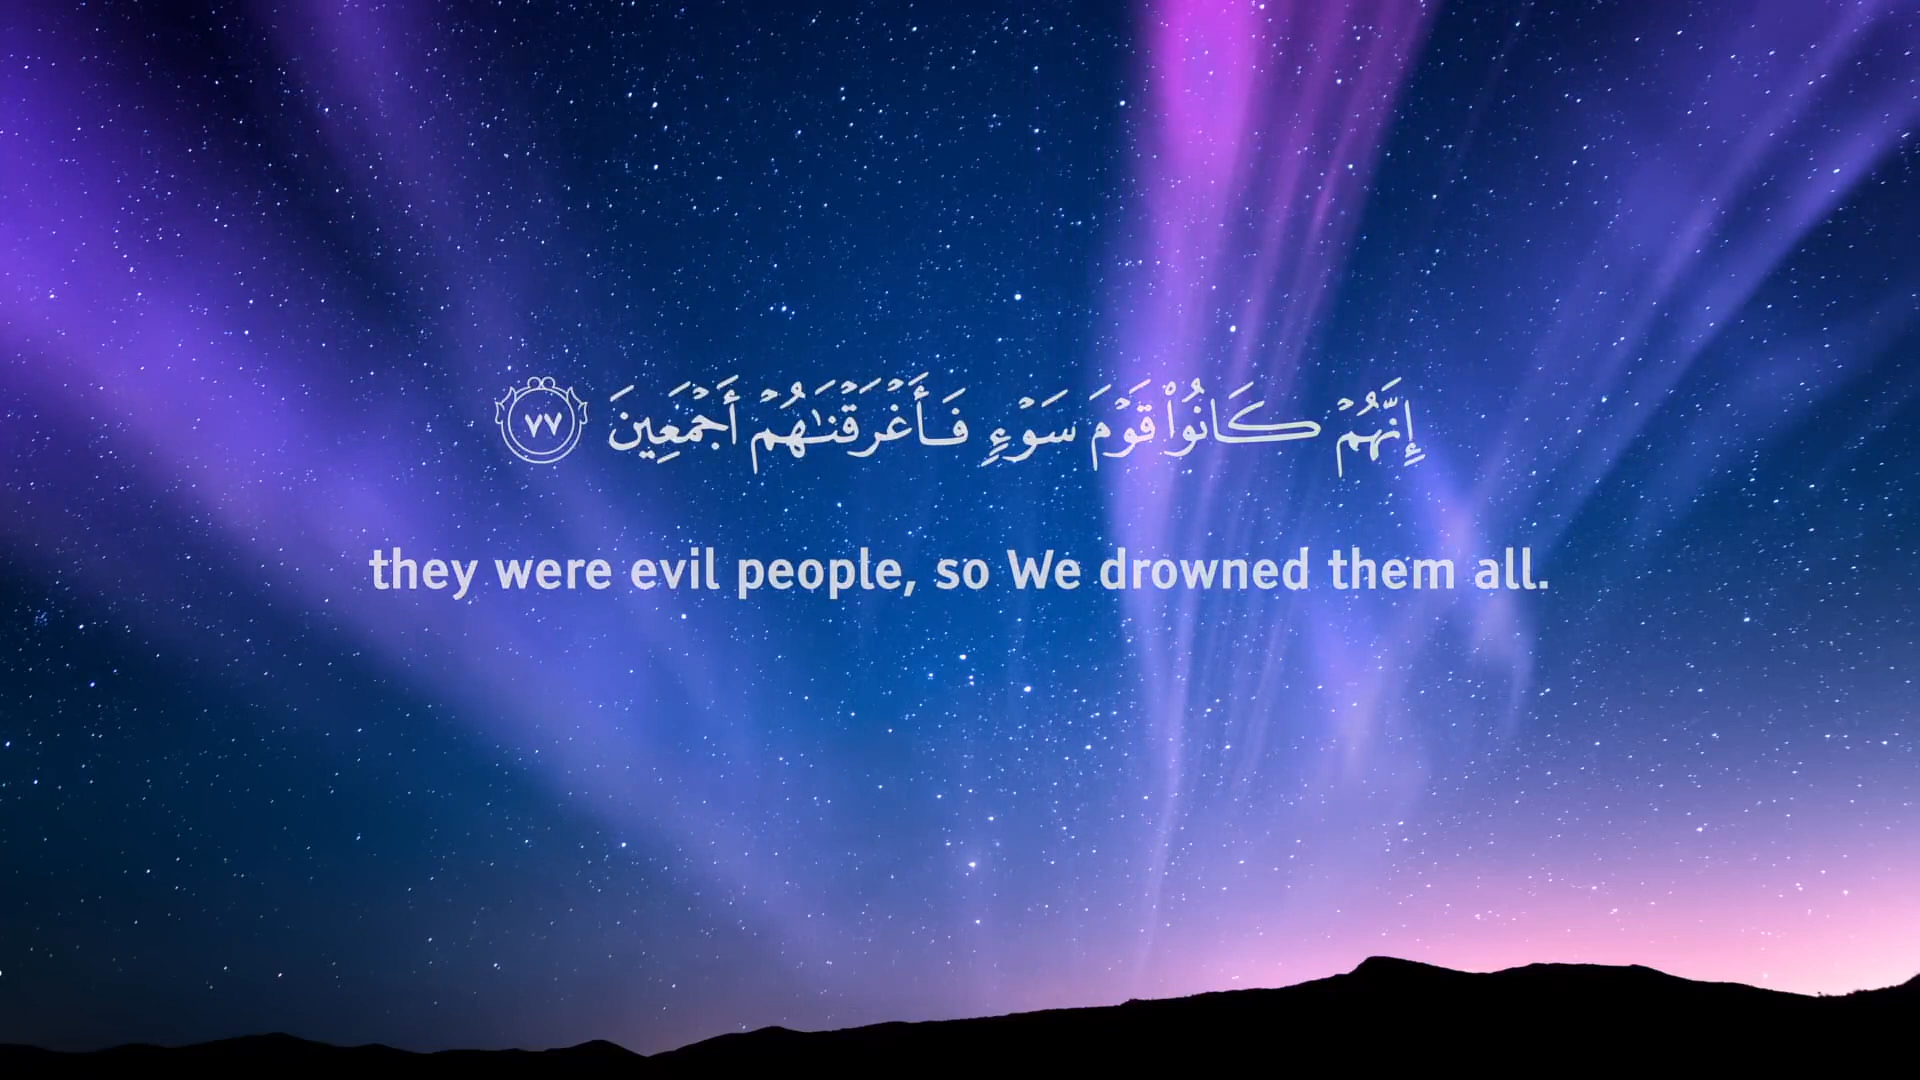 إِنَّهُمْ كَانُوا۟ قَوْمَ سَوْءٍ فَأَغْرَقْنَـٰهُمْ أَجْمَعِينَ ٧٧
they were evil people, so We drowned them all.